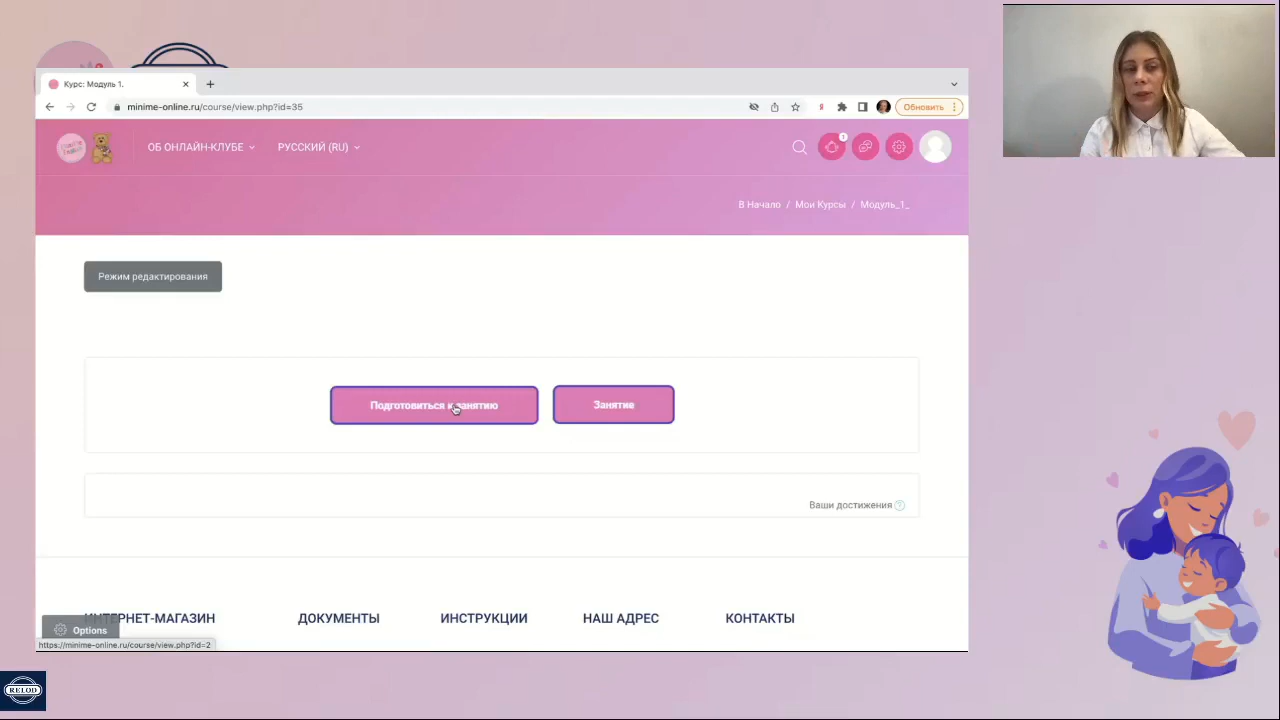 Курс: Модуль 1.
minime-online.ru/course/view.php?id=35
Обновить
ОБ ОНЛАЙН-КЛУБЕ
РУССКИЙ (RU)
1
В Начало / Мои Курсы / Модуль_1_
Режим редактирования
Подготовиться к занятию
Занятие
Ваши достижения
ИНТЕРНЕТ-МАГАЗИН
ДОКУМЕНТЫ
ИНСТРУКЦИИ
НАШ АДРЕС
КОНТАКТЫ
Options
https://minime-online.ru/course/view.php?id=2
RELOD